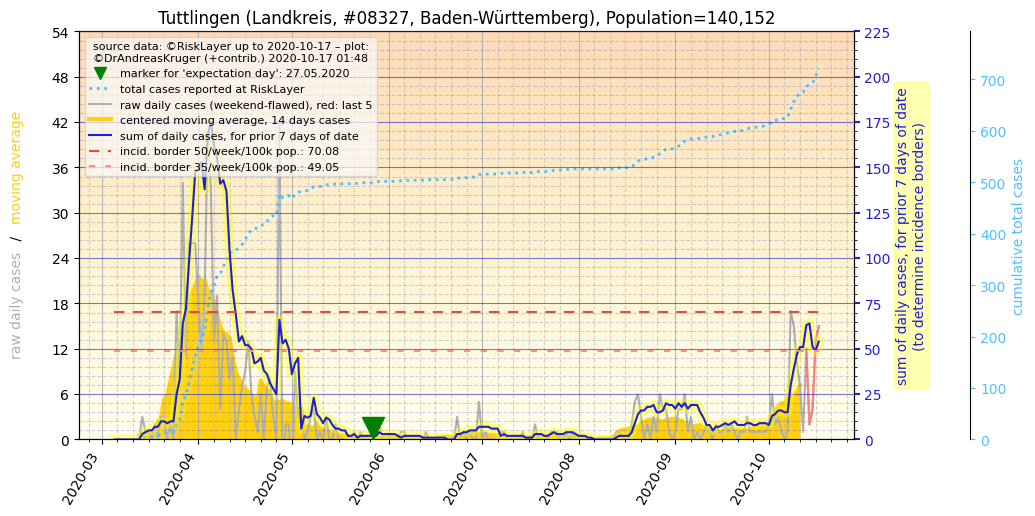 Tuttlingen (Landkreis, #08327, Baden-Württemberg), Population=140,152
source data: ©RiskLayer up to 2020-10-17 – plot:
©DrAndreasKruger (+contrib.) 2020-10-17 01:48
marker for 'expectation day': 27.05.2020
total cases reported at RiskLayer
raw daily cases (weekend-flawed), red: last 5
centered moving average, 14 days cases
sum of daily cases, for prior 7 days of date
incid. border 50/week/100k pop.: 70.08
incid. border 35/week/100k pop.: 49.05
raw daily cases / moving average
54
48
42
36
30
24
18
12
6
0
2020-03
2020-04
2020-05
2020-06
2020-07
2020-08
2020-09
2020-10
225
200
175
150
125
100
75
50
25
0
sum of daily cases, for prior 7 days of date
(to determine incidence borders)
700
600
500
400
300
200
100
0
cumulative total cases